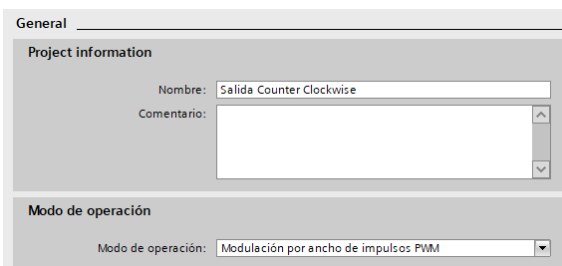 General
Project information
Nombre: Salida Counter Clockwise
Comentario:
Modo de operación
Modo de operación: Modulación por ancho de impulsos PWM